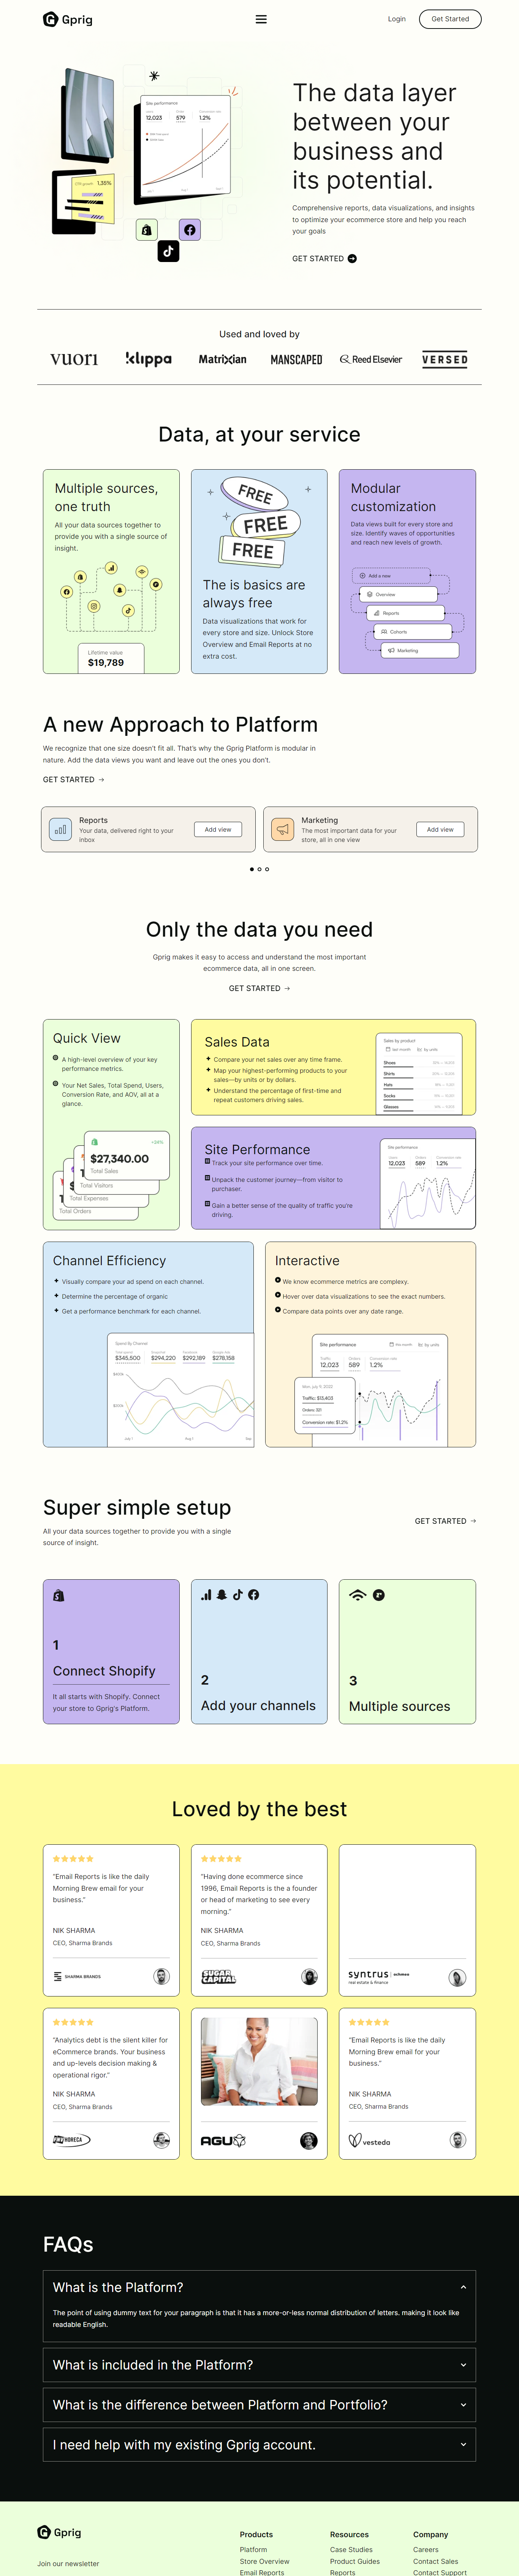 Gprig
Login
Get Started
Site performance
12,023
579
1.2%
1,35%
The data layer
between your
business and
its potential.
Comprehensive reports, data visualizations, and insights
to optimize your ecommerce store and help you reach
your goals
GET STARTED
Used and loved by
vuori
klippa
Matrixian
MANSCAPED
Reed Elsevier
VERSED
Data, at your service
Multiple sources,
one truth
All your data sources together to
provide you with a single source of
insight.
Lifetime value
$19,789
FREE
FREE
FREE
The is basics are
always free
Data visualizations that work for
every store and size. Unlock Store
Overview and Email Reports at no
extra cost.
Modular
customization
Data views built for every store and
size. Identify waves of opportunities
and reach new levels of growth.
Add a new
Overview
Reports
Cohorts
Marketing
A new Approach to Platform
We recognize that one size doesn't fit all. That's why the Gprig Platform is modular in
nature. Add the data views you want and leave out the ones you don't.
GET STARTED
Reports
Your data, delivered right to your
inbox
Add view
Marketing
The most important data for your
store, all in one view
Add view
Only the data you need
Gprig makes it easy to access and understand the most important
ecommerce data, all in one screen.
GET STARTED
Quick View
A high-level overview of your key
performance metrics.
Your Net Sales, Total Spend, Users,
Conversion Rate, and AOV, all at a
glance.
$27,340.00
Total Sales
Total Visitors
Total Expenses
Total Orders
Sales Data
Compare your net sales over any time frame.
Map your highest-performing products to your
sales—by units or by dollars.
Understand the percentage of first-time and
repeat customers driving sales.
Sales by product
last month
by units
Shoes
Shirts
Hats
Socks
Glasses
Site Performance
Track your site performance over time.
Unpack the customer journey—from visitor to
purchaser.
Gain a better sense of the quality of traffic you're
driving.
Site performance
12,023
589
1.2%
Channel Efficiency
Visually compare your ad spend on each channel.
Determine the percentage of organic
Get a performance benchmark for each channel.
Spend By Channel
$345,500
$294,220
$292,189
$278,158
Interactive
We know ecommerce metrics are complexy.
Hover over data visualizations to see the exact numbers.
Compare data points over any date range.
Site performance
this month
by units
Traffic
Orders
Conversion rate
12,023
589
1.2%
Mon, july 9, 2022
Traffic: $13,403
Orders: 321
Conversion rate: $1.2%
Super simple setup
All your data sources together to provide you with a single
source of insight.
GET STARTED
1
Connect Shopify
It all starts with Shopify. Connect
your store to Gprig's Platform.
2
Add your channels
3
Multiple sources
Loved by the best
"Email Reports is like the daily
Morning Brew email for your
business."
NIK SHARMA
CEO, Sharma Brands
SHARMA BRANDS
"Having done ecommerce since
1996, Email Reports is the a founder
or head of marketing to see every
morning."
NIK SHARMA
CEO, Sharma Brands
SUGAR
CAPITAL
syntrus
achmea
real estate & finance
"Analytics debt is the silent killer for
eCommerce brands. Your business
and up-levels decision making &
operational rigor."
NIK SHARMA
CEO, Sharma Brands
HORECA
AGU
"Email Reports is like the daily
Morning Brew email for your
business."
NIK SHARMA
CEO, Sharma Brands
vesteda
FAQs
What is the Platform?
The point of using dummy text for your paragraph is that it has a more-or-less normal distribution of letters. making it look like
readable English.
What is included in the Platform?
What is the difference between Platform and Portfolio?
I need help with my existing Gprig account.
Gprig
Join our newsletter
Products
Platform
Store Overview
Email Reports
Resources
Case Studies
Product Guides
Reports
Company
Careers
Contact Sales
Contact Support